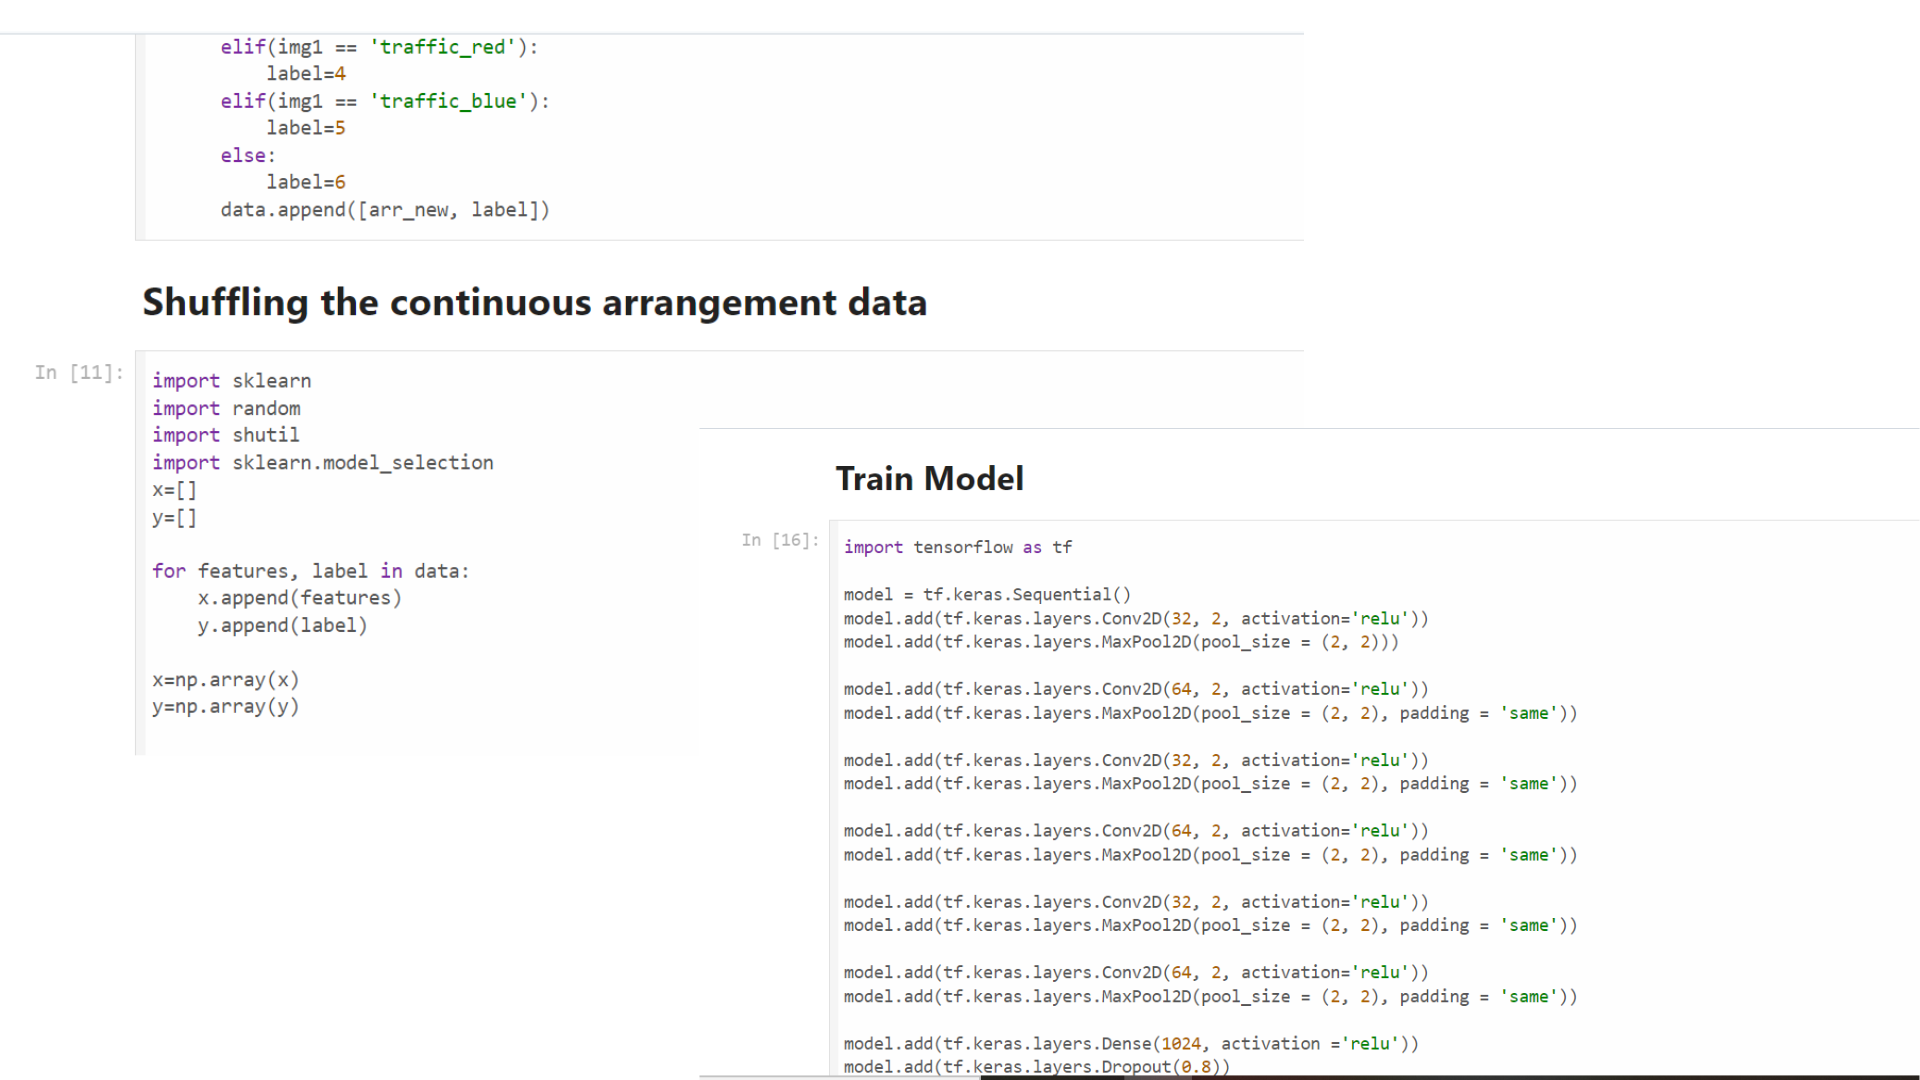 elif(img1 == 'traffic_red'):
label=4
elif(img1 == 'traffic_blue'):
label=5
else:
label=6
data.append([arr_new, label])
Shuffling the continuous arrangement data
In [11]:
import sklearn
import random
import shutil
import sklearn.model_selection
x=[]
y=[]
for features, label in data:
x.append(features)
y.append(label)
x=np.array(x)
y=np.array(y)
Train Model
In [16]:
import tensorflow as tf
model = tf.keras.Sequential()
model.add(tf.keras.layers.Conv2D(32, 2, activation='relu'))
model.add(tf.keras.layers.MaxPool2D(pool_size = (2, 2)))
model.add(tf.keras.layers.Conv2D(64, 2, activation='relu'))
model.add(tf.keras.layers.MaxPool2D(pool_size = (2, 2), padding = 'same'))
model.add(tf.keras.layers.Conv2D(32, 2, activation='relu'))
model.add(tf.keras.layers.MaxPool2D(pool_size = (2, 2), padding = 'same'))
model.add(tf.keras.layers.Conv2D(64, 2, activation='relu'))
model.add(tf.keras.layers.MaxPool2D(pool_size = (2, 2), padding = 'same'))
model.add(tf.keras.layers.Conv2D(32, 2, activation='relu'))
model.add(tf.keras.layers.MaxPool2D(pool_size = (2, 2), padding = 'same'))
model.add(tf.keras.layers.Conv2D(64, 2, activation='relu'))
model.add(tf.keras.layers.MaxPool2D(pool_size = (2, 2), padding = 'same'))
model.add(tf.keras.layers.Dense(1024, activation ='relu'))
model.add(tf.keras.layers.Dropout(0.8))